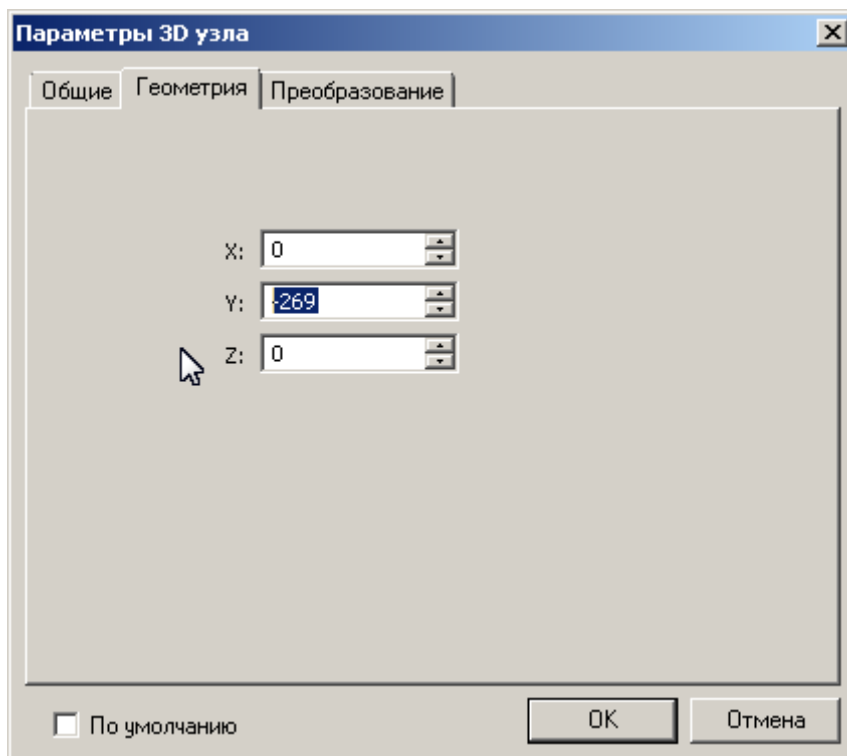 Параметры 3D узла
Общие Геометрия Преобразование
X: 0
Y: -269
Z: 0
По умолчанию OK Отмена